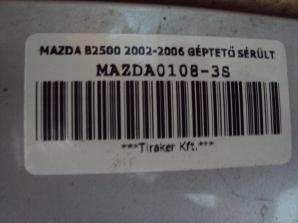 MAZDA B2500 2002-2006 GÉPTETŐ SÉRÜLT
MAZDA0108-3S
***Tiraker Kft.***